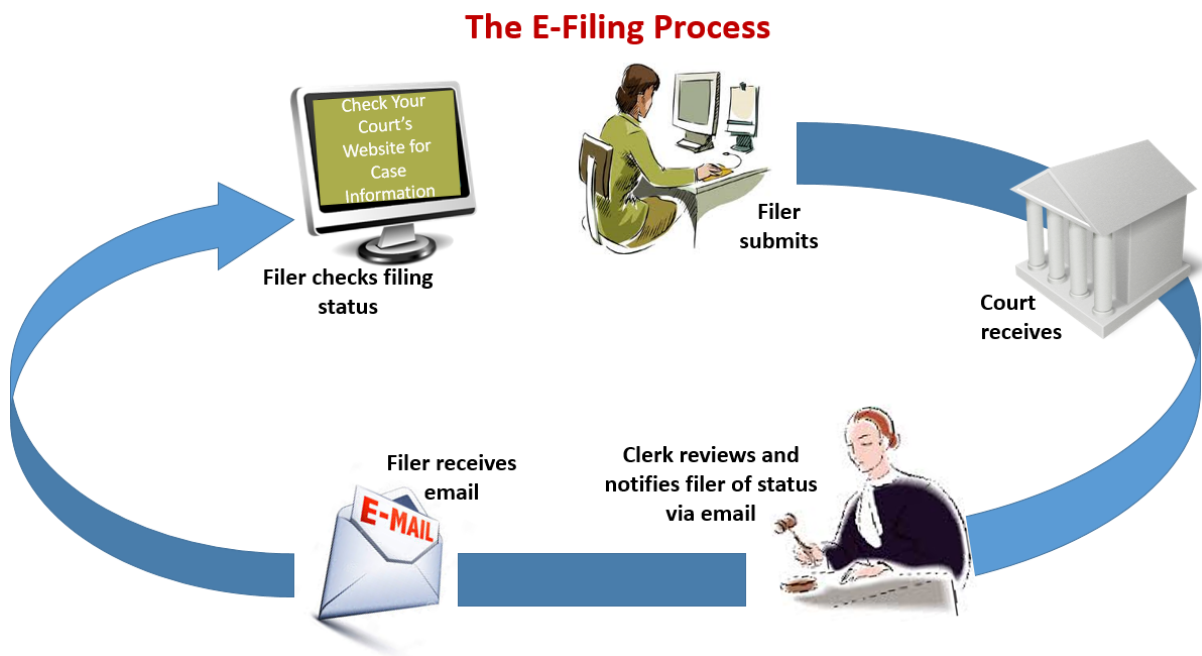 The E-Filing Process
Check Your
Court's
Website for
Case
Information
Filer checks filing
status
Filer
submits
Court
receives
Clerk reviews and
notifies filer of status
via email
Filer receives
email
E-MAIL